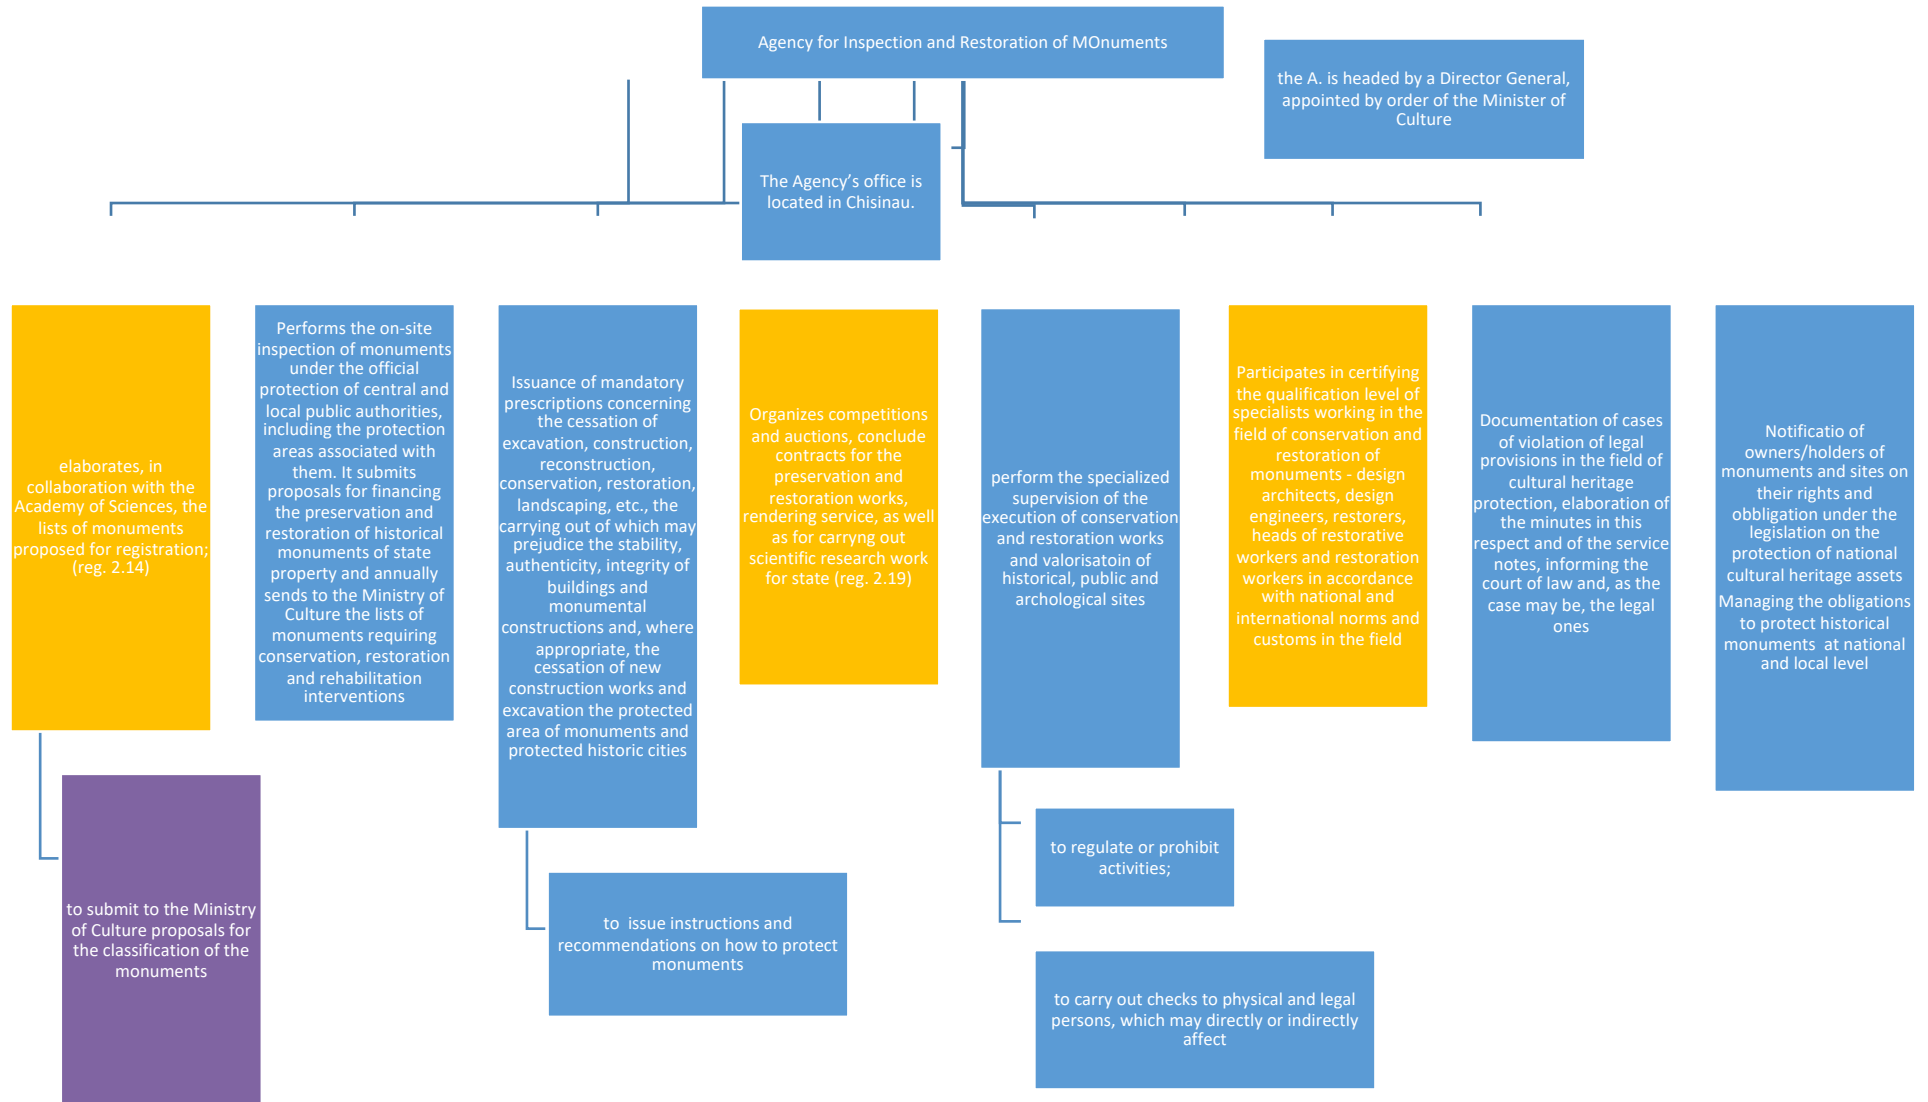 Agency for Inspection and Restoration of MOnuments
the A. is headed by a Director General,
appointed by order of the Minister of
Culture
The Agency's office is
located in Chisinau.
elaborates, in
collaboration with the
Academy of Sciences, the
lists of monuments
proposed for registration;
(reg. 2.14)
Performs the on-site
inspection of monuments
under the official
protection of central and
local public authorities,
including the protection
areas associated with
them. It submits
proposals for financing
the preservation and
restoration of historical
monuments of state
property and annually
sends to the Ministry of
Culture the lists of
monuments requiring
conservation, restoration
and rehabilitation
interventions
Issuance of mandatory
prescriptions concerning
the cessation of
excavation, construction,
reconstruction,
conservation, restoration,
landscaping, etc., the
carrying out of which may
prejudice the stability,
authenticity, integrity of
buildings and
monumental
constructions and, where
appropriate, the
cessation of new
construction works and
excavation the protected
area of monuments and
protected historic cities
Organizes competitions
and auctions, conclude
contracts for the
preservation and
restoration works,
rendering service, as well
as for carryng out
scientific research work
for state (reg. 2.19)
perform the specialized
supervision of the
execution of conservation
and restoration works
and valorisatoin of
historical, public and
archological sites
Participates in certifying
the qualification level of
specialists working in the
field of conservation and
restoration of
monuments - design
architects, design
engineers, restorers,
heads of restorative
workers and restoration
workers in accordance
with national and
international norms and
customs in the field
Documentation of cases
of violation of legal
provisions in the field of
cultural heritage
protection, elaboration of
the minutes in this
respect and of the service
notes, informing the
court of law and, as the
case may be, the legal
ones
Notificatio of
owners/holders of
monuments and sites on
their rights and
obbligation under the
legislation on the
protection of national
cultural heritage assets
Managing the obligations
to protect historical
monuments at national
and local level
to submit to the Ministry
of Culture proposals for
the classification of the
monuments
to issue instructions and
recommendations on how to protect
monuments
to regulate or prohibit
activities;
to carry out checks to physical and legal
persons, which may directly or indirectly
affect